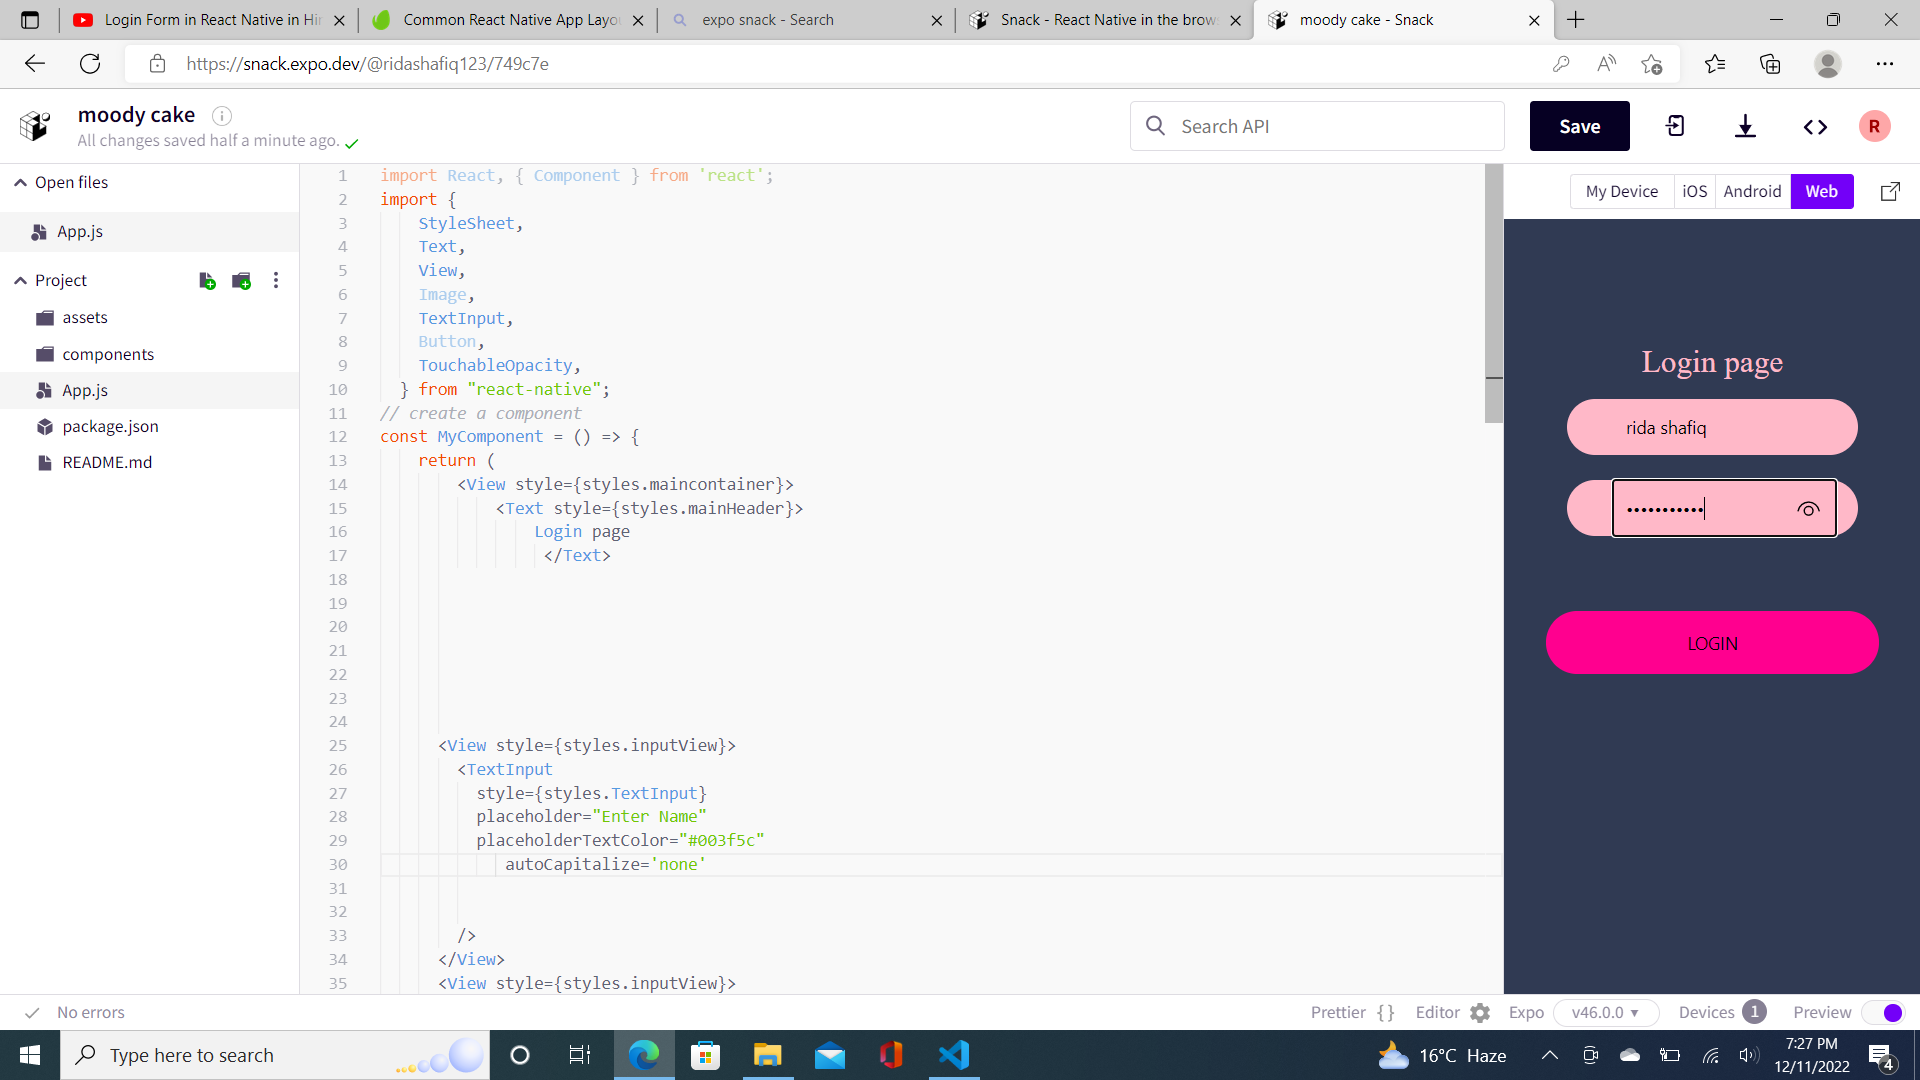 Login Form in React Native in Hin
Common React Native App Layou
expo snack - Search
Snack - React Native in the brows
moody cake - Snack
https://snack.expo.dev/@ridashafiq123/749c7e
moody cake
All changes saved half a minute ago.
Search API
Save
R
Open files
App.js
Project
assets
components
App.js
package.json
README.md
1 import React, { Component } from 'react';
2 import {
3 StyleSheet,
4 Text,
5 View,
6 Image,
7 TextInput,
8 Button,
9 TouchableOpacity,
10 } from "react-native";
11 // create a component
12 const MyComponent = () => {
13 return (
14 <View style={styles.maincontainer}>
15 <Text style={styles.mainHeader}>
16 Login page
17 </Text>
18
19
20
21
22
23
24
25 <View style={styles.inputView}>
26 <TextInput
27 style={styles.TextInput}
28 placeholder="Enter Name"
29 placeholderTextColor="#003f5c"
30 autoCapitalize='none'
31
32
33 />
34 </View>
35 <View style={styles.inputView}>
My Device iOS Android Web
Login page
rida shafiq
•••••••••••
LOGIN
No errors
Prettier {} Editor Expo v46.0.0 Devices 1 Preview
Type here to search
16°C Haze
7:27 PM
12/11/2022
4